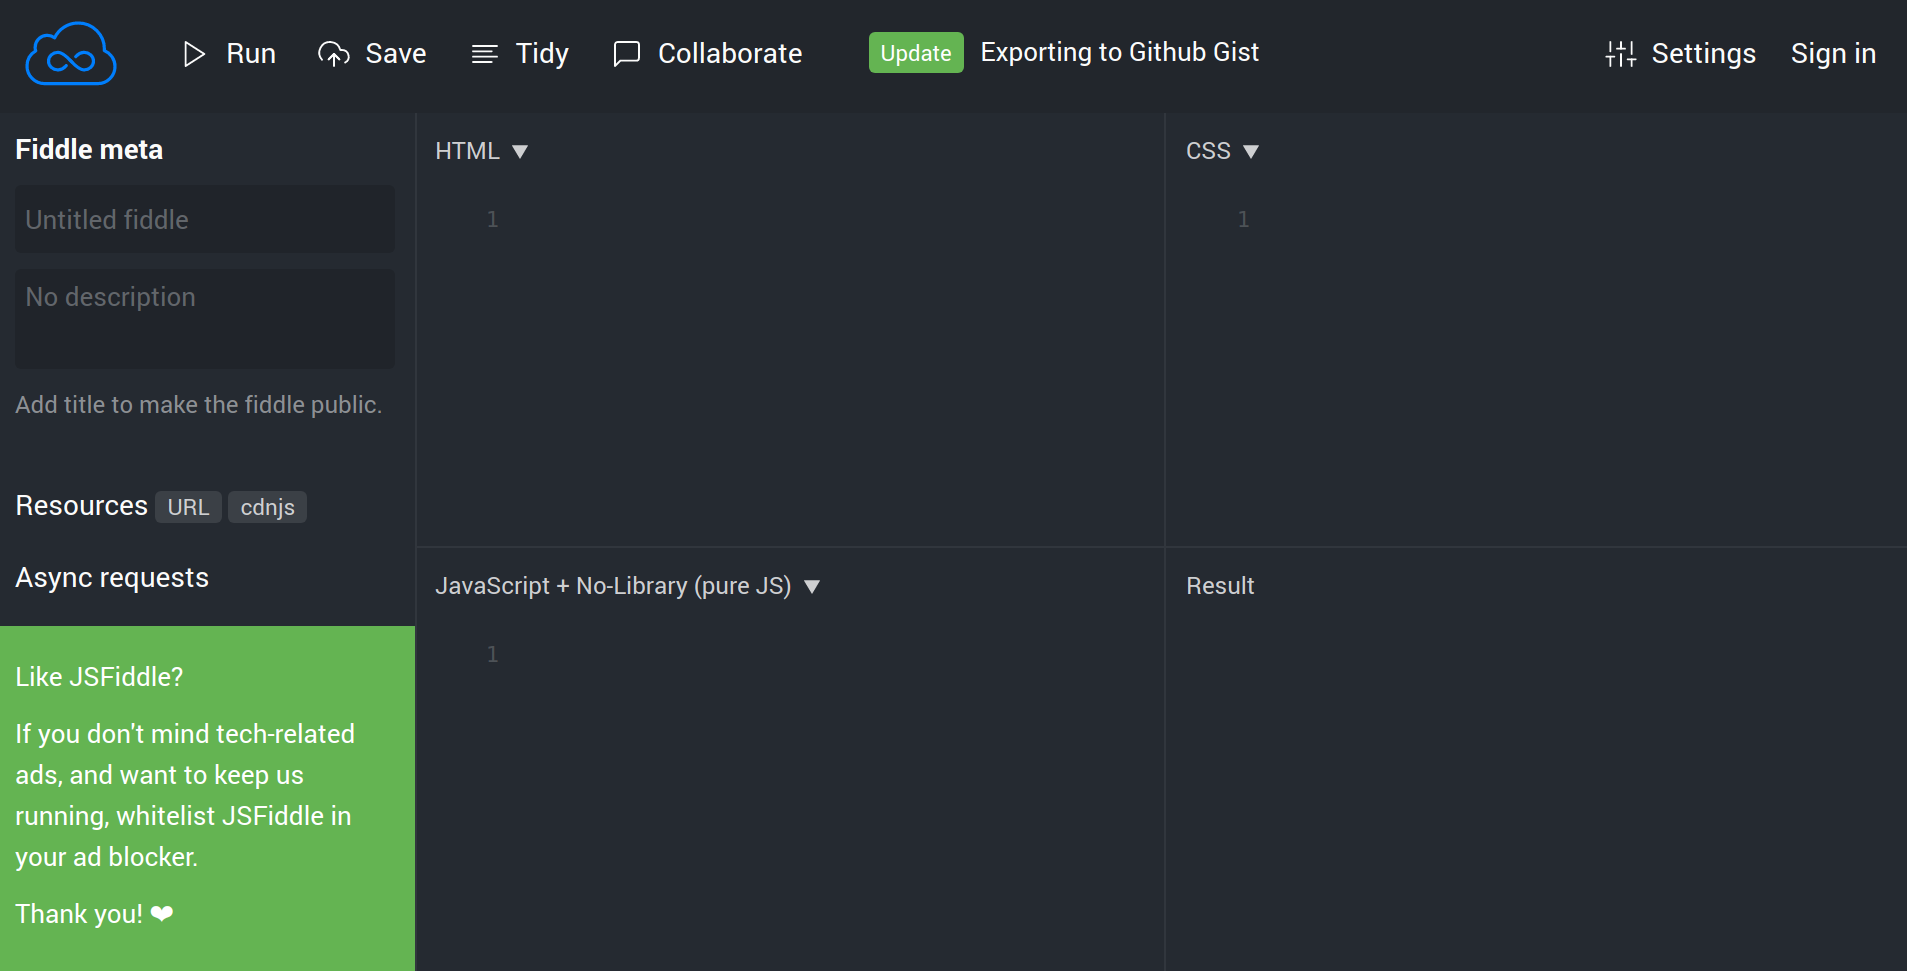 Run Save Tidy Collaborate Update Exporting to Github Gist Settings Sign in
Fiddle meta
Untitled fiddle
No description
Add title to make the fiddle public.
Resources URL cdnjs
Async requests
Like JSFiddle?
If you don't mind tech-related
ads, and want to keep us
running, whitelist JSFiddle in
your ad blocker.
Thank you! ❤
HTML ▼
1
CSS ▼
1
JavaScript + No-Library (pure JS) ▼
1
Result